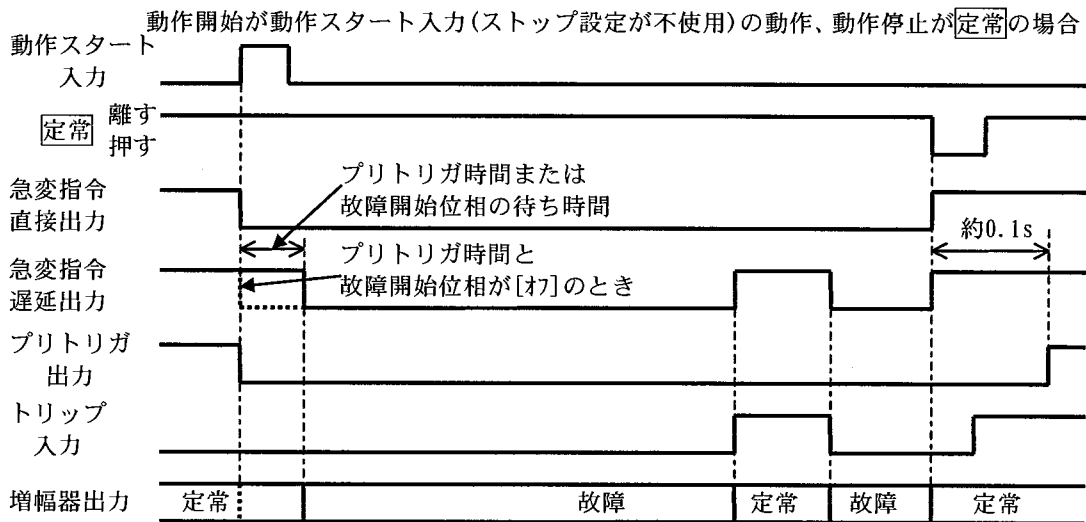 動作開始が動作スタート入力(ストップ設定が不使用)の動作、動作停止が定常の場合
動作スタート
入力
定常 離す
押す
急変指令
直接出力
プリトリガ時間または
故障開始位相の待ち時間
約0.1s
急変指令
遅延出力
プリトリガ時間と
故障開始位相が[オフ]のとき
プリトリガ
出力
トリップ
入力
増幅器出力 定常 故障 定常 故障 定常